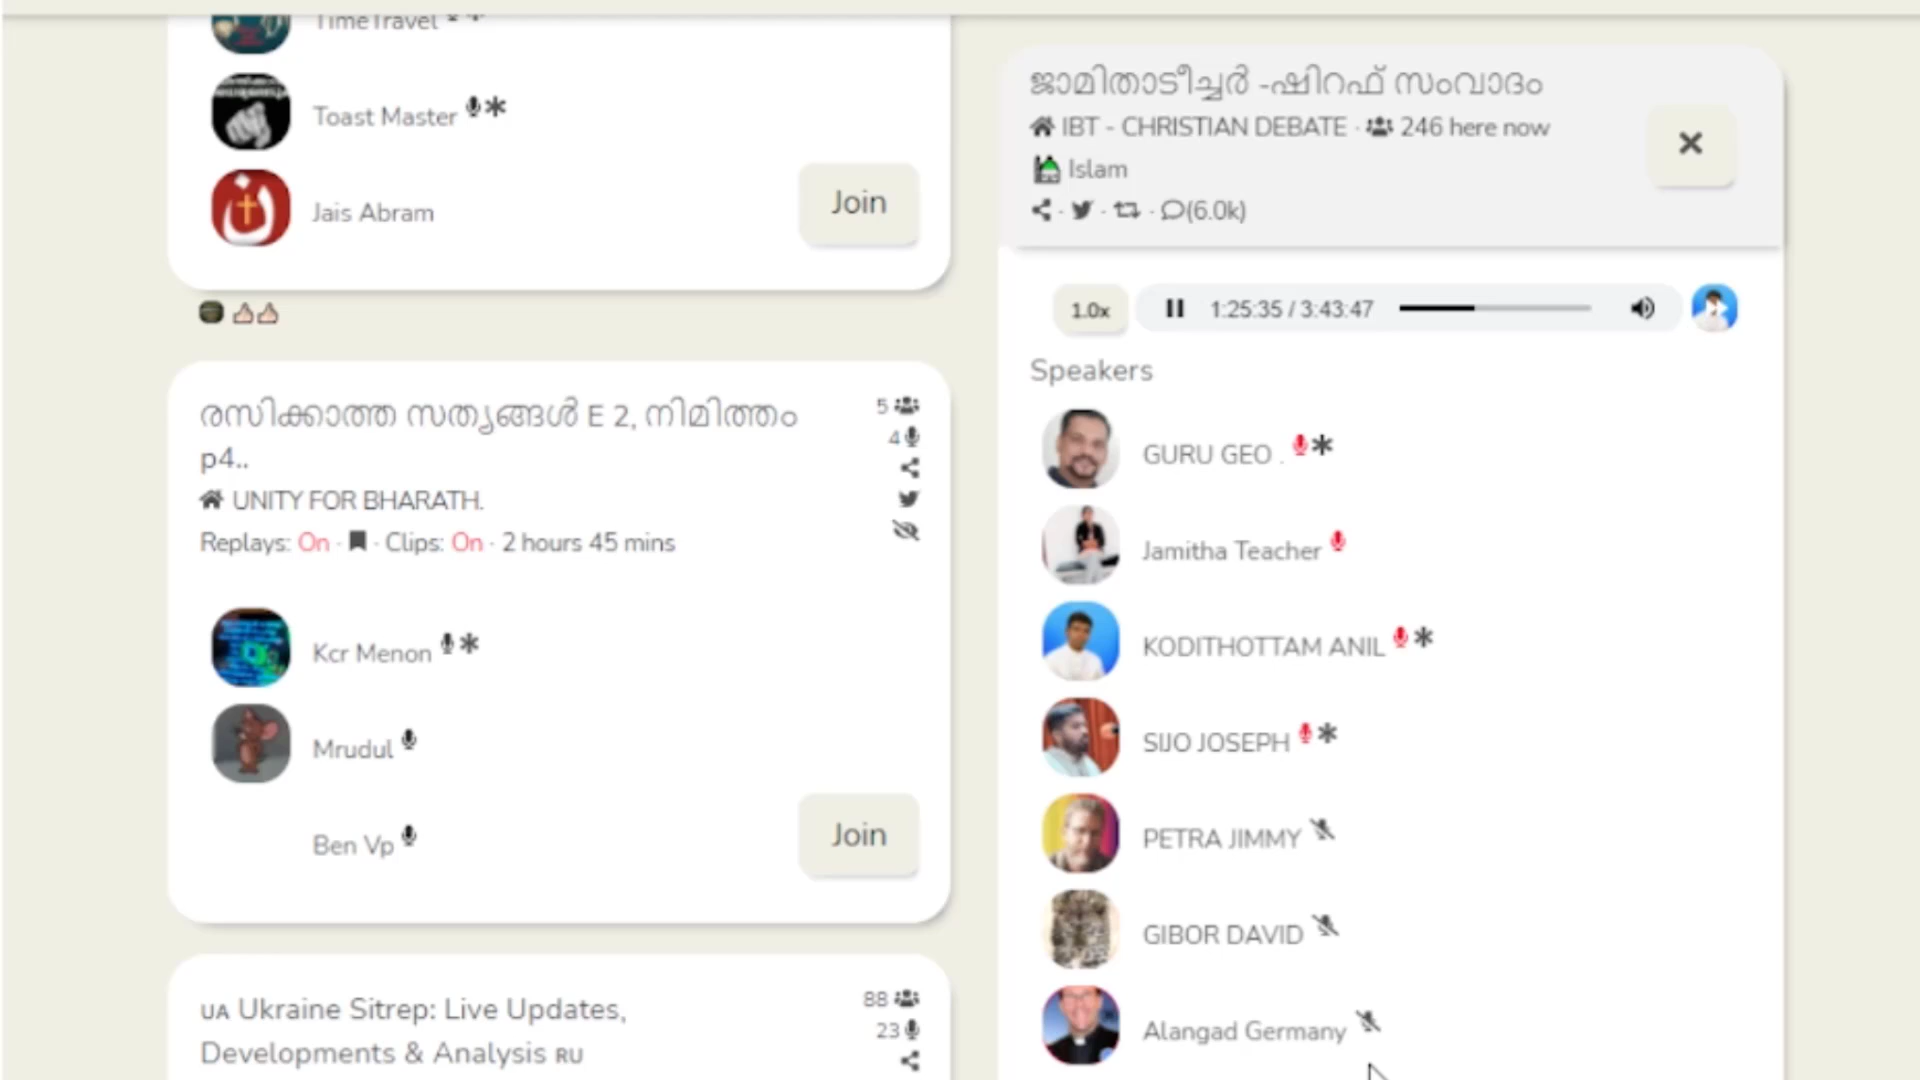 TimeTravel
Toast Master
Jais Abram
Join
രസിക്കാത്ത സത്യങ്ങൾ E 2, നിമിത്തം
p4..
UNITY FOR BHARATH.
Replays: On · · Clips: On · 2 hours 45 mins
5
4
Kcr Menon
Mrudul
Ben Vp
Join
UA Ukraine Sitrep: Live Updates,
Developments & Analysis RU
88
23
ജാമിതാടീച്ചർ -ഷിറഫ് സംവാദം
IBT - CHRISTIAN DEBATE · 246 here now
Islam
(6.0k)
1.0x 1:25:35 / 3:43:47
Speakers
GURU GEO .
Jamitha Teacher
KODITHOTTAM ANIL
SIJO JOSEPH
PETRA JIMMY
GIBOR DAVID
Alangad Germany